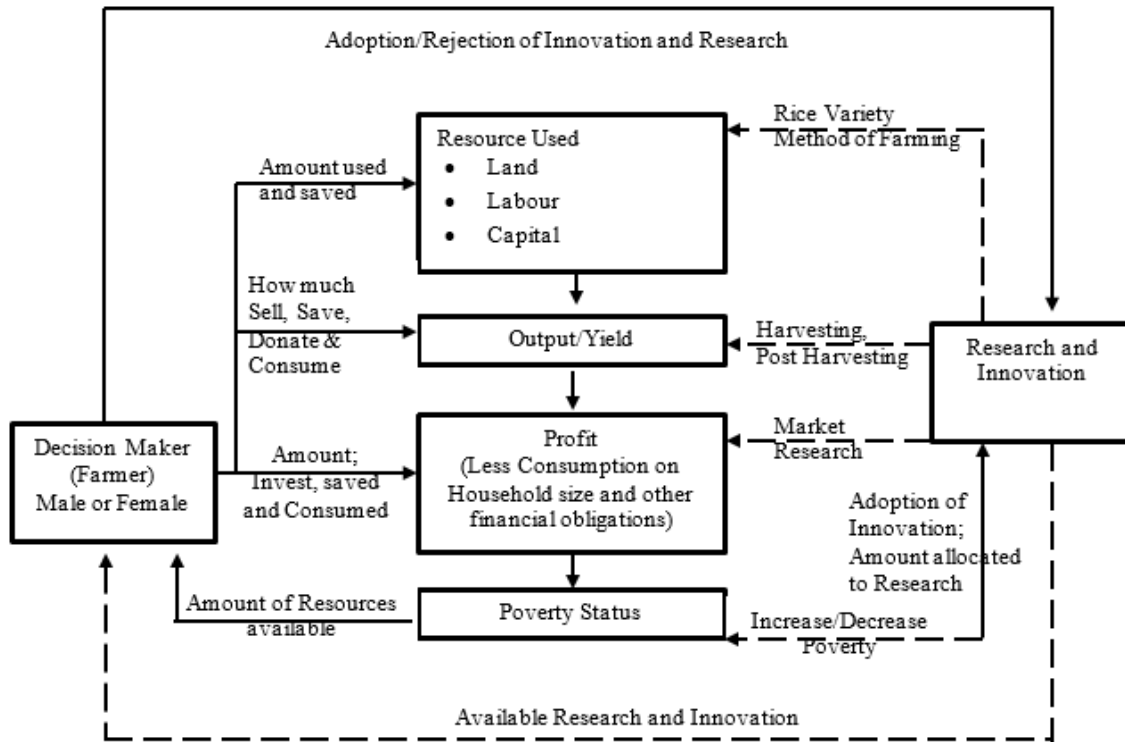 Adoption/Rejection of Innovation and Research
Rice Variety
Method of Farming
Resource Used
• Land
• Labour
• Capital
Amount used
and saved
How much
Sell, Save,
Donate &
Consume
Output/Yield
Harvesting,
Post Harvesting
Research and
Innovation
Decision Maker
(Farmer)
Male or Female
Amount;
Invest, saved
and Consumed
Profit
(Less Consumption on
Household size and other
financial obligations)
Market
Research
Adoption of
Innovation;
Amount allocated
to Research
Amount of Resources
available
Poverty Status
Increase/Decrease
Poverty
Available Research and Innovation